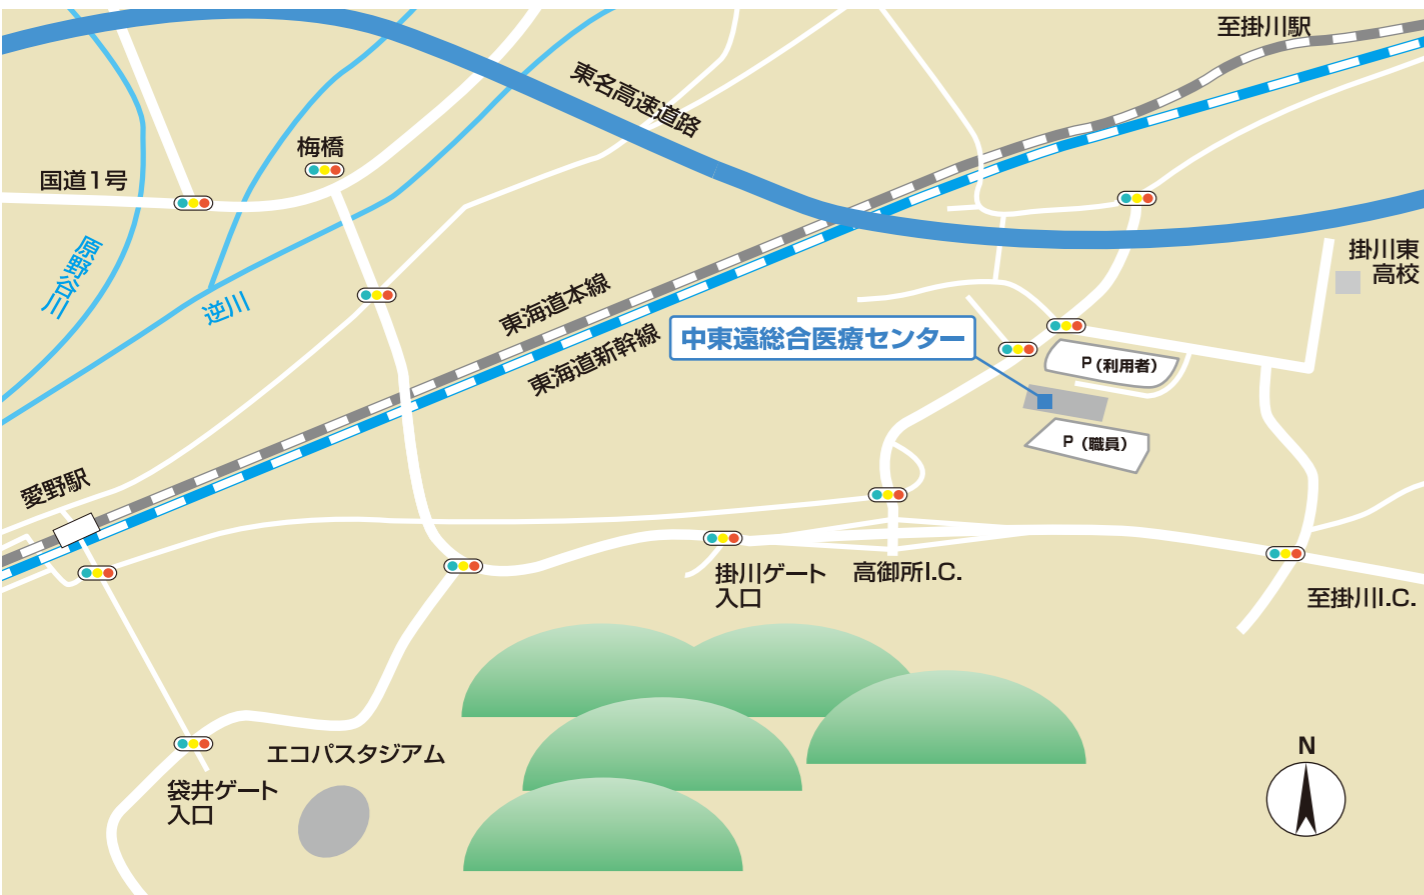 至掛川駅
東名高速道路
梅橋
国道1号
掛川東
高校
原野谷川
逆川
東海道本線
東海道新幹線
中東遠総合医療センター
P（利用者）
P（職員）
愛野駅
掛川ゲート
入口
高御所I.C.
至掛川I.C.
エコパスタジアム
袋井ゲート
入口
N